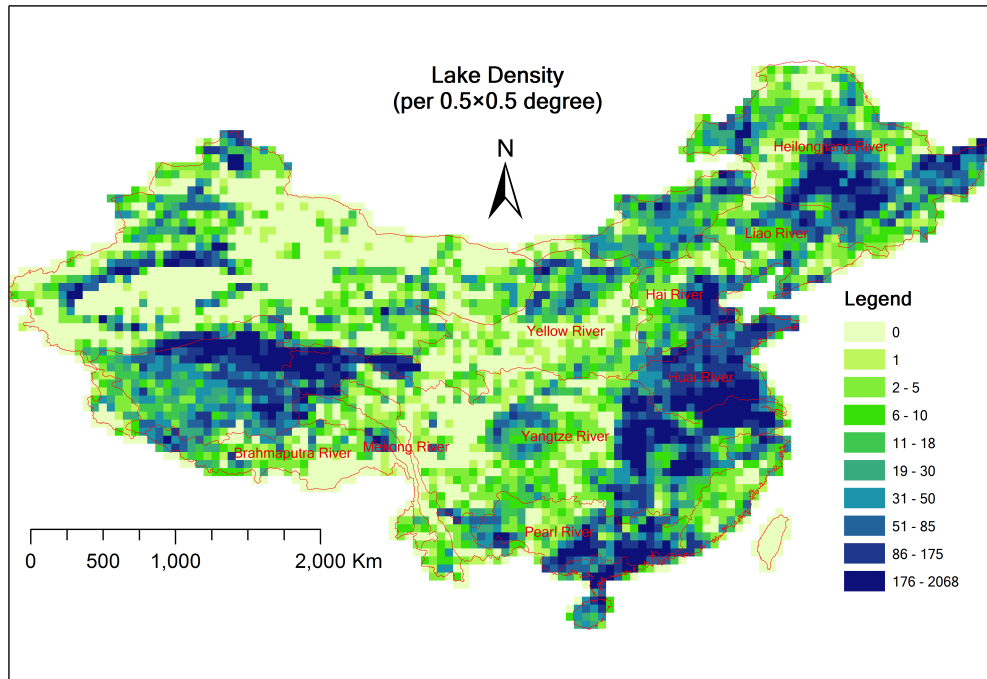 Lake Density
(per 0.5×0.5 degree)
N
Heilongjiang River
Liao River
Hai River
Yellow River
Huai River
Yangtze River
Mekong River
Brahmaputra River
Pearl River
0 500 1,000 2,000 Km
Legend
0
1
2 - 5
6 - 10
11 - 18
19 - 30
31 - 50
51 - 85
86 - 175
176 - 2068